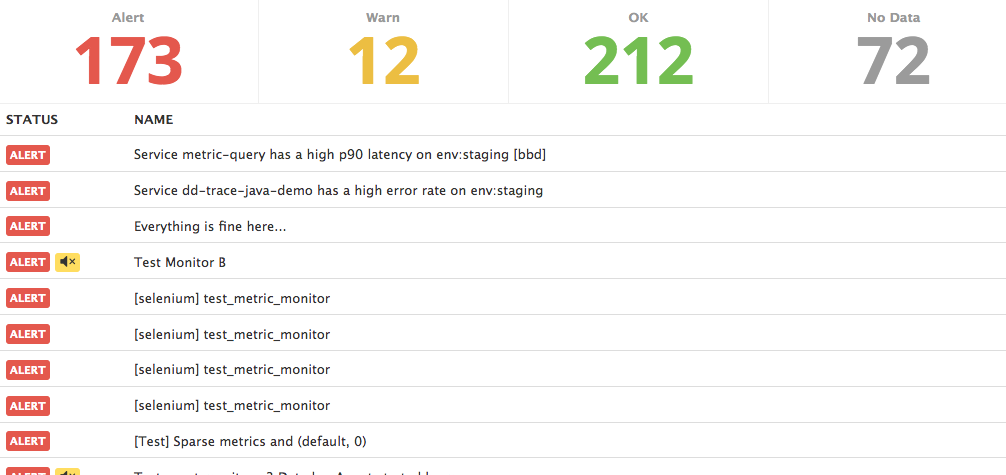 Alert Warn OK No Data
173 12 212 72
STATUS NAME
ALERT Service metric-query has a high p90 latency on env:staging [bbd]
ALERT Service dd-trace-java-demo has a high error rate on env:staging
ALERT Everything is fine here...
ALERT Test Monitor B
ALERT [selenium] test_metric_monitor
ALERT [selenium] test_metric_monitor
ALERT [selenium] test_metric_monitor
ALERT [selenium] test_metric_monitor
ALERT [Test] Sparse metrics and (default, 0)
ALERT